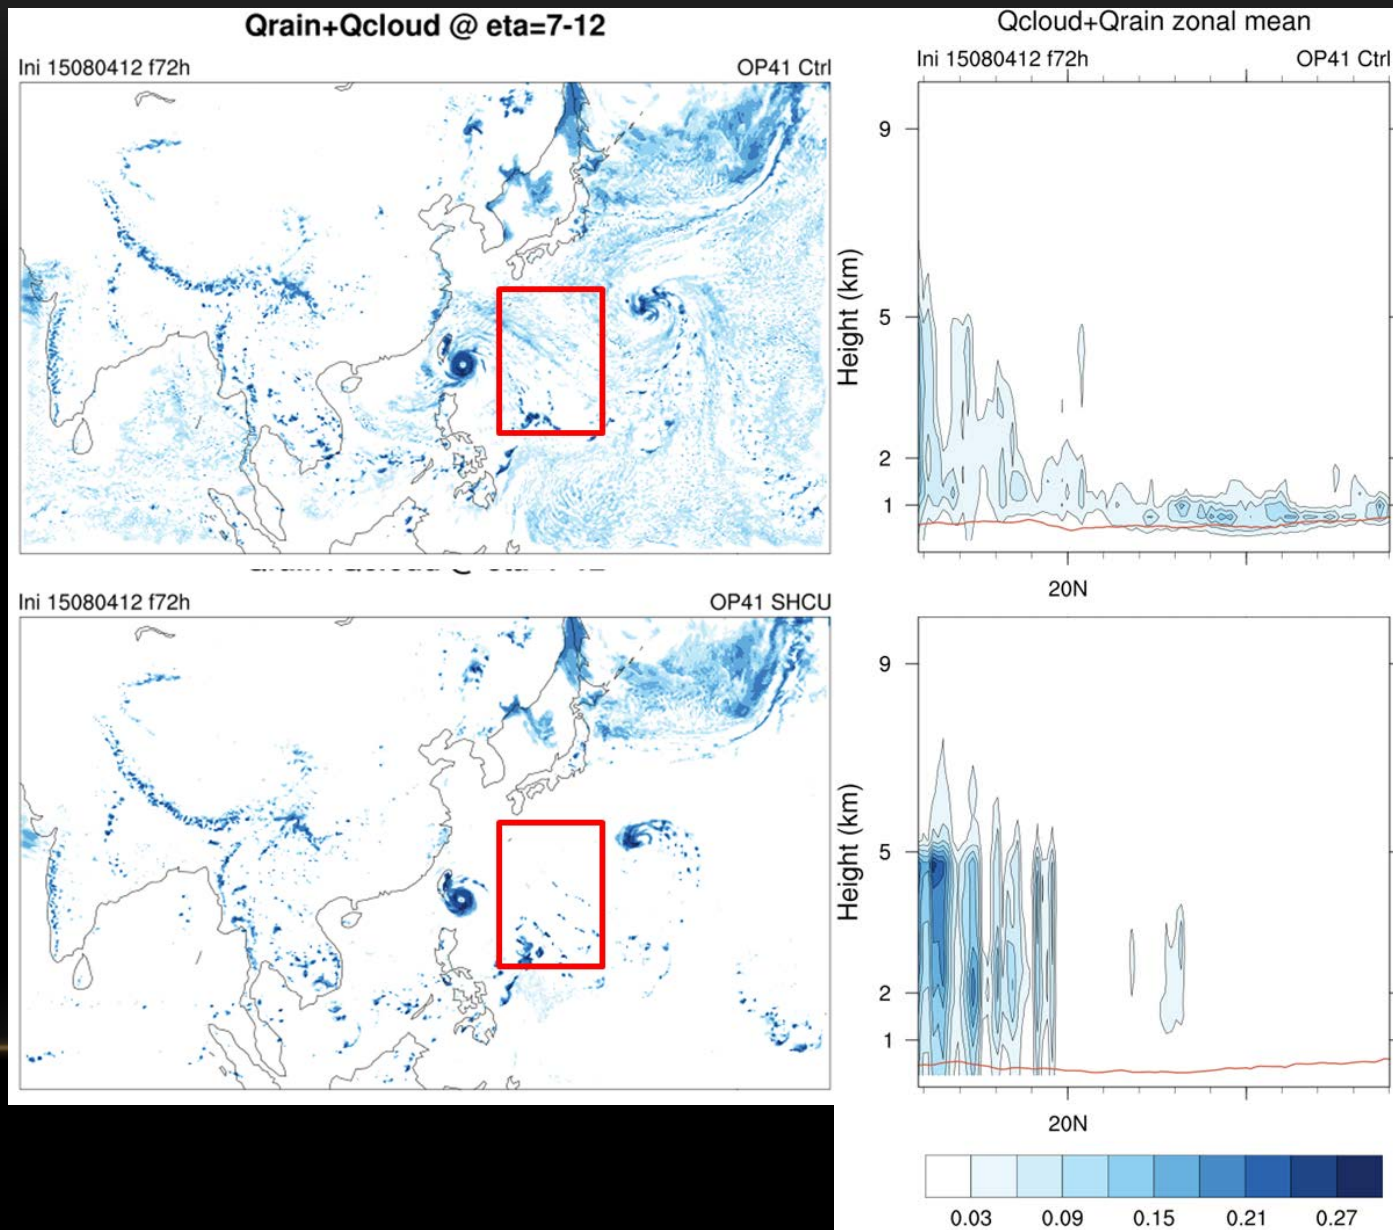 Qrain+Qcloud @ eta=7-12
Ini 15080412 f72h
OP41 Ctrl
Qcloud+Qrain zonal mean
Ini 15080412 f72h
OP41 Ctrl
Height (km)
9
5
2
1
20N
Ini 15080412 f72h
OP41 SHCU
Height (km)
9
5
2
1
20N
0.03 0.09 0.15 0.21 0.27